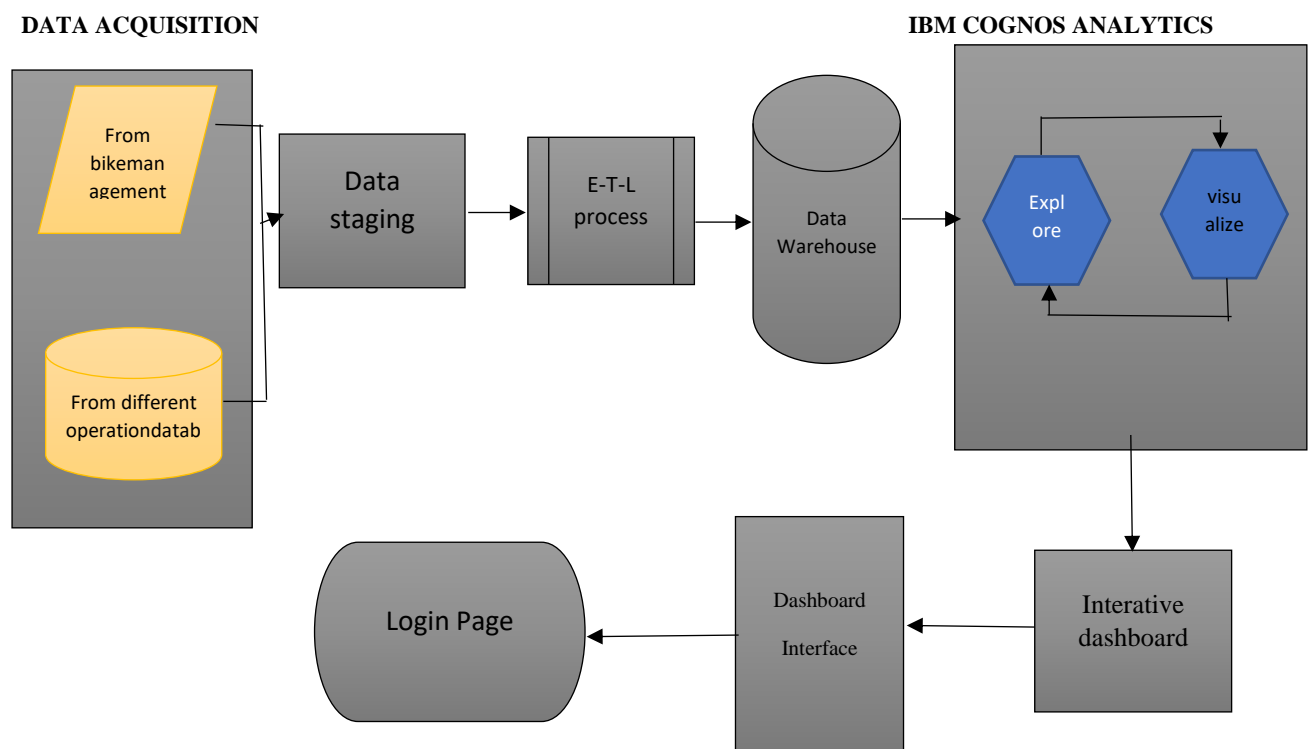 DATA ACQUISITION
IBM COGNOS ANALYTICS
From
bikeman
agement
From different
operationdatab
Data
staging
E-T-L
process
Data
Warehouse
Expl
ore
visu
alize
Login Page
Dashboard
Interface
Interative
dashboard